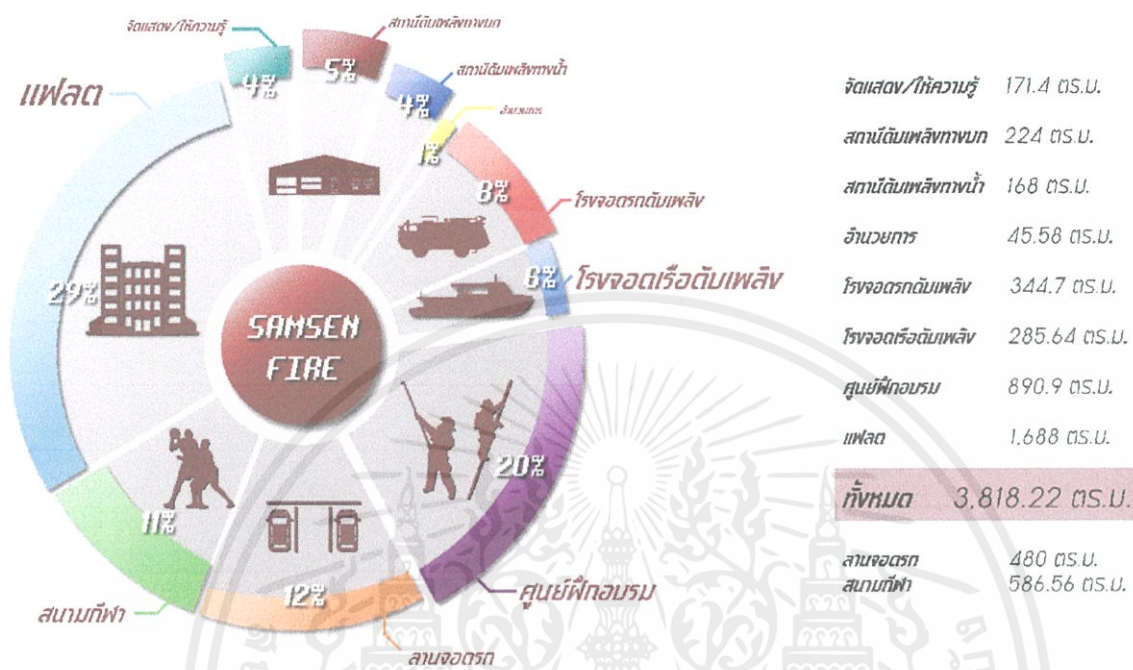 จัดแสดง/ให้ความรู้
4%
สถานีดับเพลิงทางบก
5%
สถานีดับเพลิงทางน้ำ
4%
อำนวยการ
1%
โรงจอดรถดับเพลิง
8%
โรงจอดเรือดับเพลิง
6%
ศูนย์ฝึกอบรม
20%
ลานจอดรถ
12%
สนามกีฬา
11%
แฟลต
29%
SAMSEN
FIRE
จัดแสดง/ให้ความรู้ 171.4 ตร.ม.
สถานีดับเพลิงทางบก 224 ตร.ม.
สถานีดับเพลิงทางน้ำ 168 ตร.ม.
อำนวยการ 45.58 ตร.ม.
โรงจอดรถดับเพลิง 344.7 ตร.ม.
โรงจอดเรือดับเพลิง 285.64 ตร.ม.
ศูนย์ฝึกอบรม 890.9 ตร.ม.
แฟลต 1,688 ตร.ม.
ทั้งหมด 3,818.22 ตร.ม.
ลานจอดรถ 480 ตร.ม.
สนามกีฬา 586.56 ตร.ม.